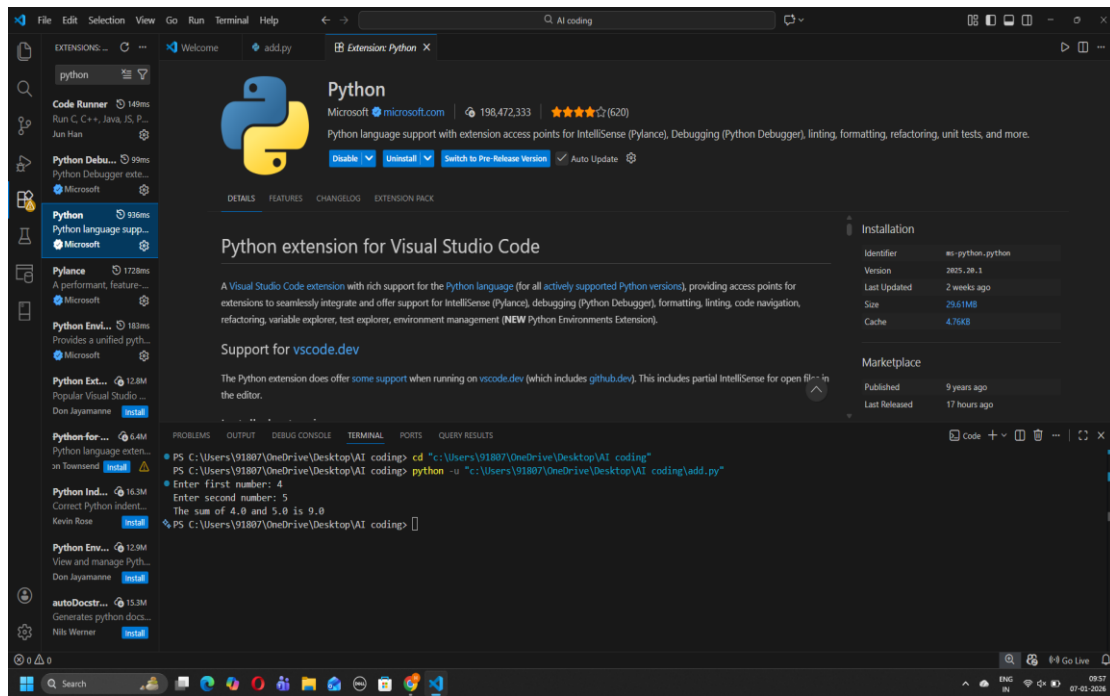 File Edit Selection View Go Run Terminal Help
AI coding
EXTENSIONS: ...
Welcome
add.py
Extension: Python
python
Code Runner 149ms
Run C, C++, Java, JS, P...
Jun Han
Python Debu... 99ms
Python Debugger exte...
Microsoft
Python 936ms
Python language supp...
Microsoft
Pylance 1728ms
A performant, feature-...
Microsoft
Python Envi... 183ms
Provides a unified pyth...
Microsoft
Python Ext... 12.8M
Popular Visual Studio ...
Don Jayamanne Install
Python for ... 6.4M
Python language exten...
on Townsend Install
Python Ind... 16.3M
Correct Python indent...
Kevin Rose Install
Python Env... 12.9M
View and manage Pyth...
Don Jayamanne Install
autoDocstr... 15.3M
Generates python docs...
Nils Werner Install
Python
Microsoft microsoft.com 198,472,333 (620)
Python language support with extension access points for IntelliSense (Pylance), Debugging (Python Debugger), linting, formatting, refactoring, unit tests, and more.
Disable Uninstall Switch to Pre-Release Version Auto Update
DETAILS FEATURES CHANGELOG EXTENSION PACK
Python extension for Visual Studio Code
A Visual Studio Code extension with rich support for the Python language (for all actively supported Python versions), providing access points for
extensions to seamlessly integrate and offer support for IntelliSense (Pylance), debugging (Python Debugger), formatting, linting, code navigation,
refactoring, variable explorer, test explorer, environment management (NEW Python Environments Extension).
Support for vscode.dev
The Python extension does offer some support when running on vscode.dev (which includes github.dev). This includes partial IntelliSense for open files in
the editor.
Installation
Identifier ms-python.python
Version 2025.20.1
Last Updated 2 weeks ago
Size 29.61MB
Cache 4.76KB
Marketplace
Published 9 years ago
Last Released 17 hours ago
PROBLEMS OUTPUT DEBUG CONSOLE TERMINAL PORTS QUERY RESULTS
Code
PS C:\Users\91807\OneDrive\Desktop\AI coding> cd "c:\Users\91807\OneDrive\Desktop\AI coding"
PS C:\Users\91807\OneDrive\Desktop\AI coding> python -u "c:\Users\91807\OneDrive\Desktop\AI coding\add.py"
Enter first number: 4
Enter second number: 5
The sum of 4.0 and 5.0 is 9.0
PS C:\Users\91807\OneDrive\Desktop\AI coding>
0 0
Go Live
Search
ENG
IN
09:57
07-01-2026